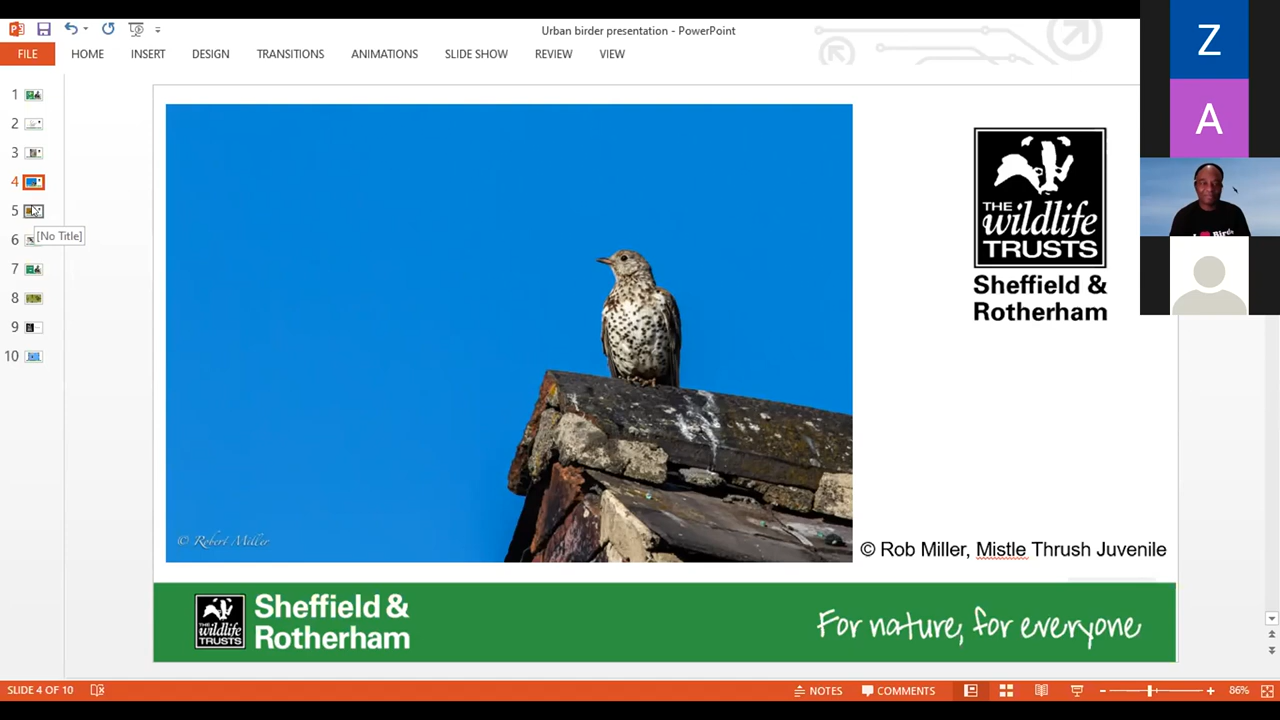 Urban birder presentation - PowerPoint
FILE
HOME
INSERT
DESIGN
TRANSITIONS
ANIMATIONS
SLIDE SHOW
REVIEW
VIEW
1
2
3
4
5
6
7
8
9
10
[No Title]
© Robert Miller
THE
wildlife
TRUSTS
Sheffield &
Rotherham
© Rob Miller, Mistle Thrush Juvenile
THE
wildlife
TRUSTS
Sheffield &
Rotherham
For nature, for everyone
Z
A
SLIDE 4 OF 10
NOTES
COMMENTS
86%